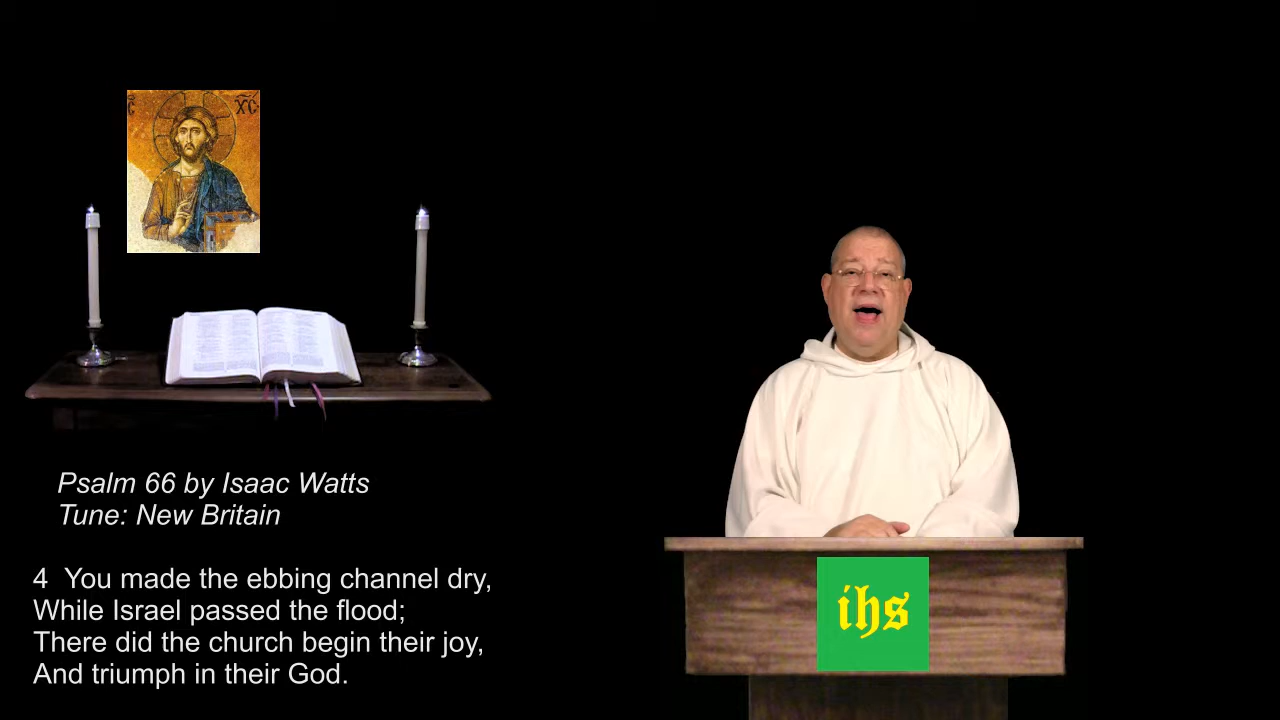 XC
Psalm 66 by Isaac Watts
Tune: New Britain
4 You made the ebbing channel dry,
While Israel passed the flood;
There did the church begin their joy,
And triumph in their God.
ihs